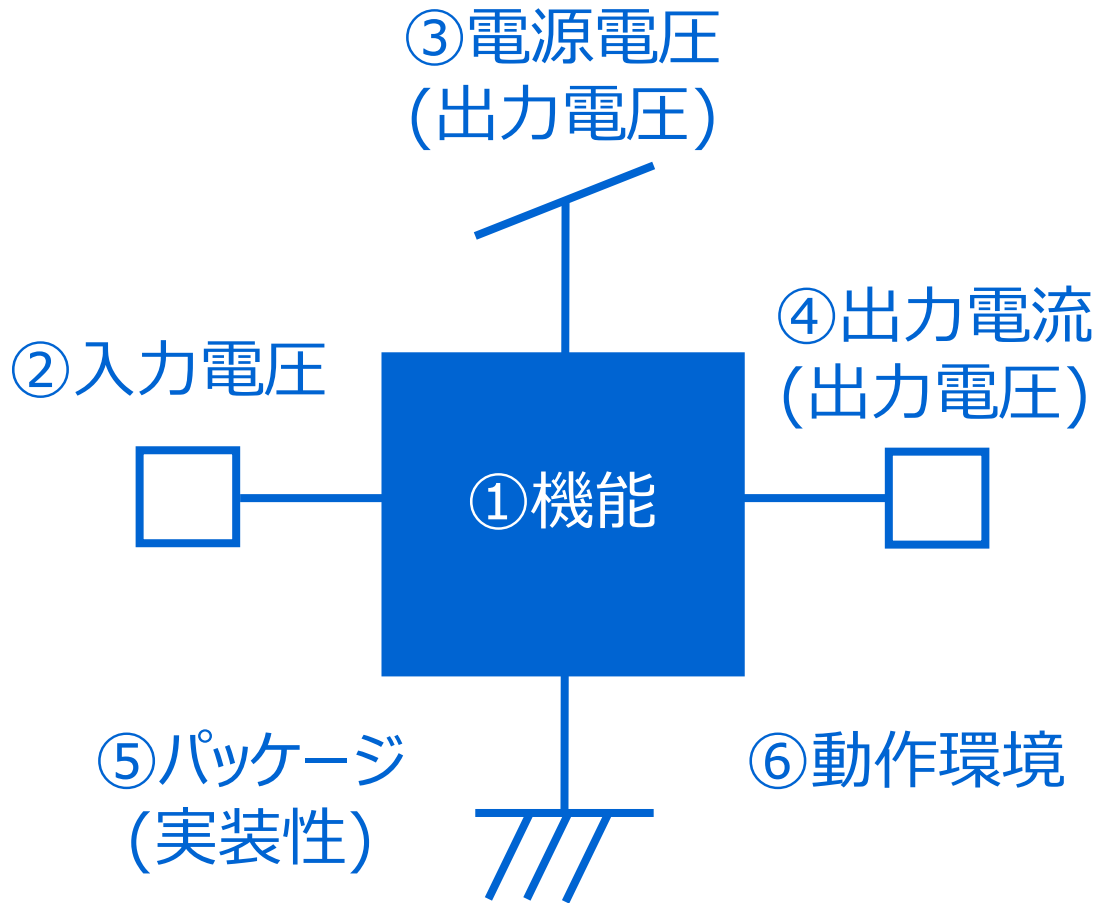 ③電源電圧
(出力電圧)
②入力電圧
④出力電流
(出力電圧)
①機能
⑤パッケージ
(実装性)
⑥動作環境